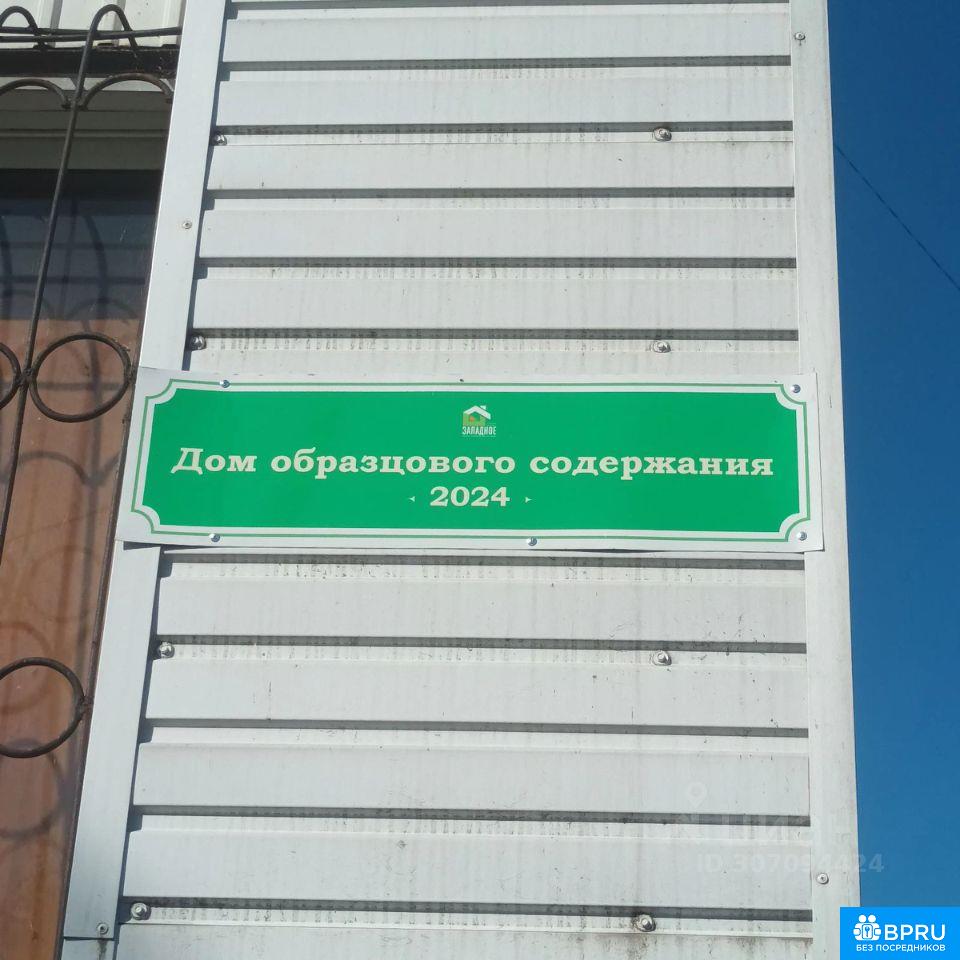 ЗАПАДНОЕ
Дом образцового содержания
2024
BPRU
БЕЗ ПОСРЕДНИКОВ